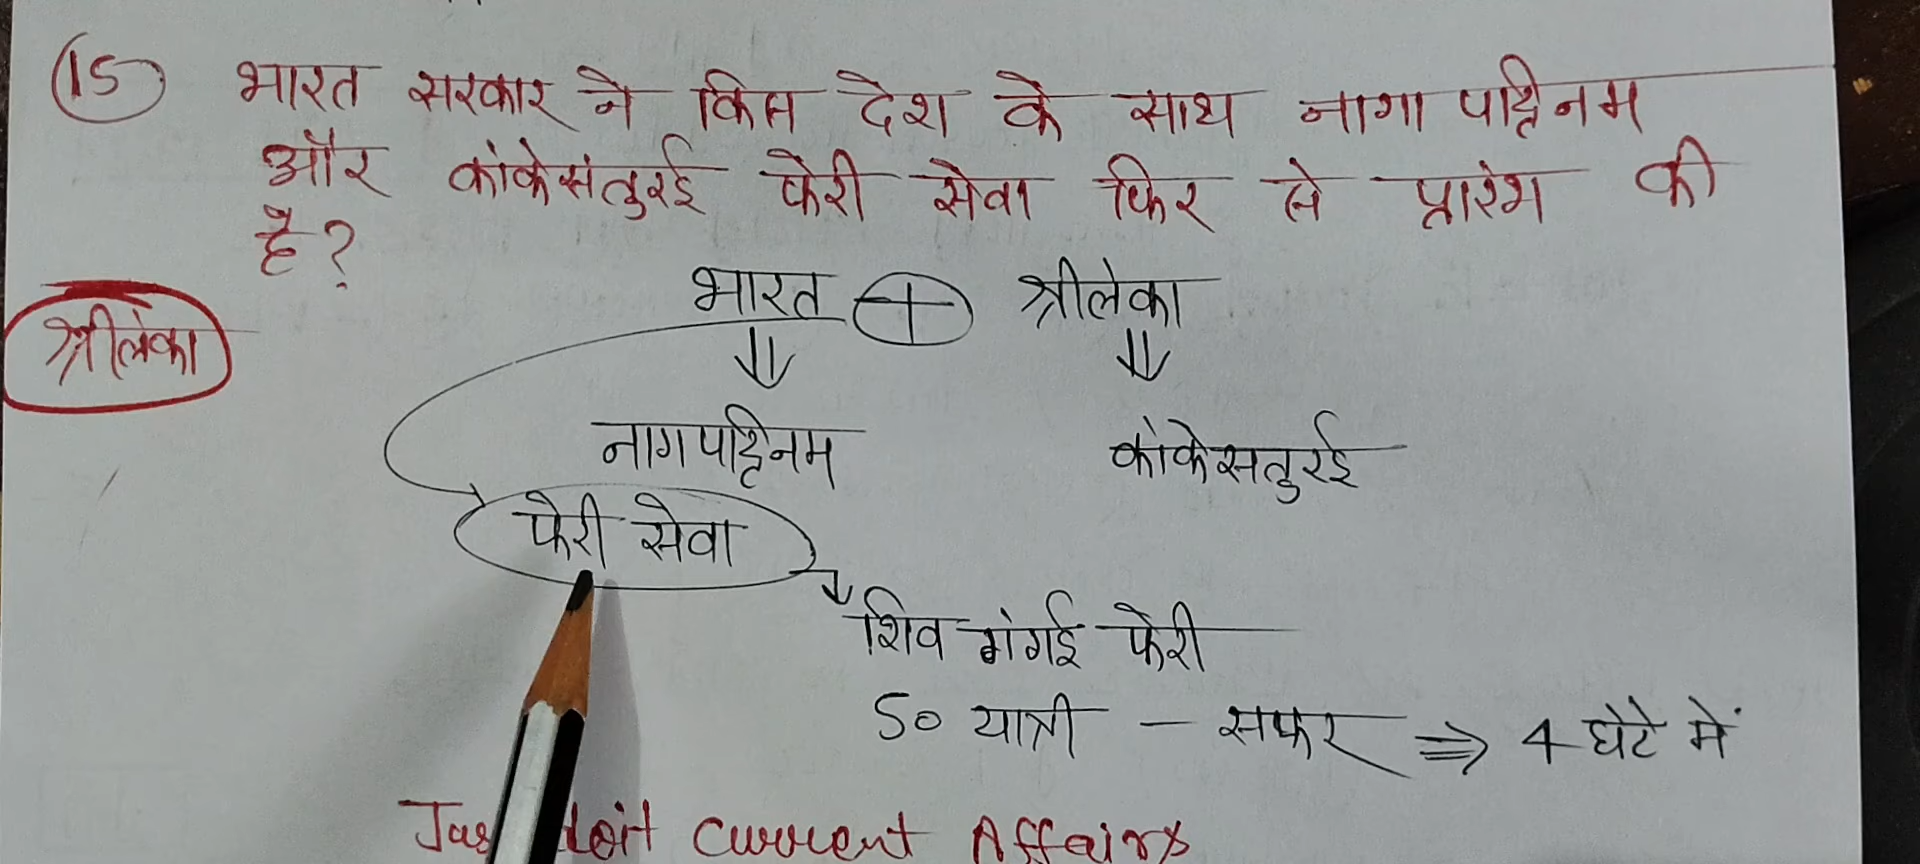 15 भारत सरकार ने किस देश के साथ नागा पट्टिनम
और कांकेसंतुरई फेरी सेवा फिर से प्रारंभ की
है?
भारत + श्रीलंका
श्रीलंका
नागपट्टिनम कांकेसतुरई
फेरी सेवा
शिव गंगई फेरी
50 यात्री - सफर ⇒ 4 घंटे में
Current Affairs